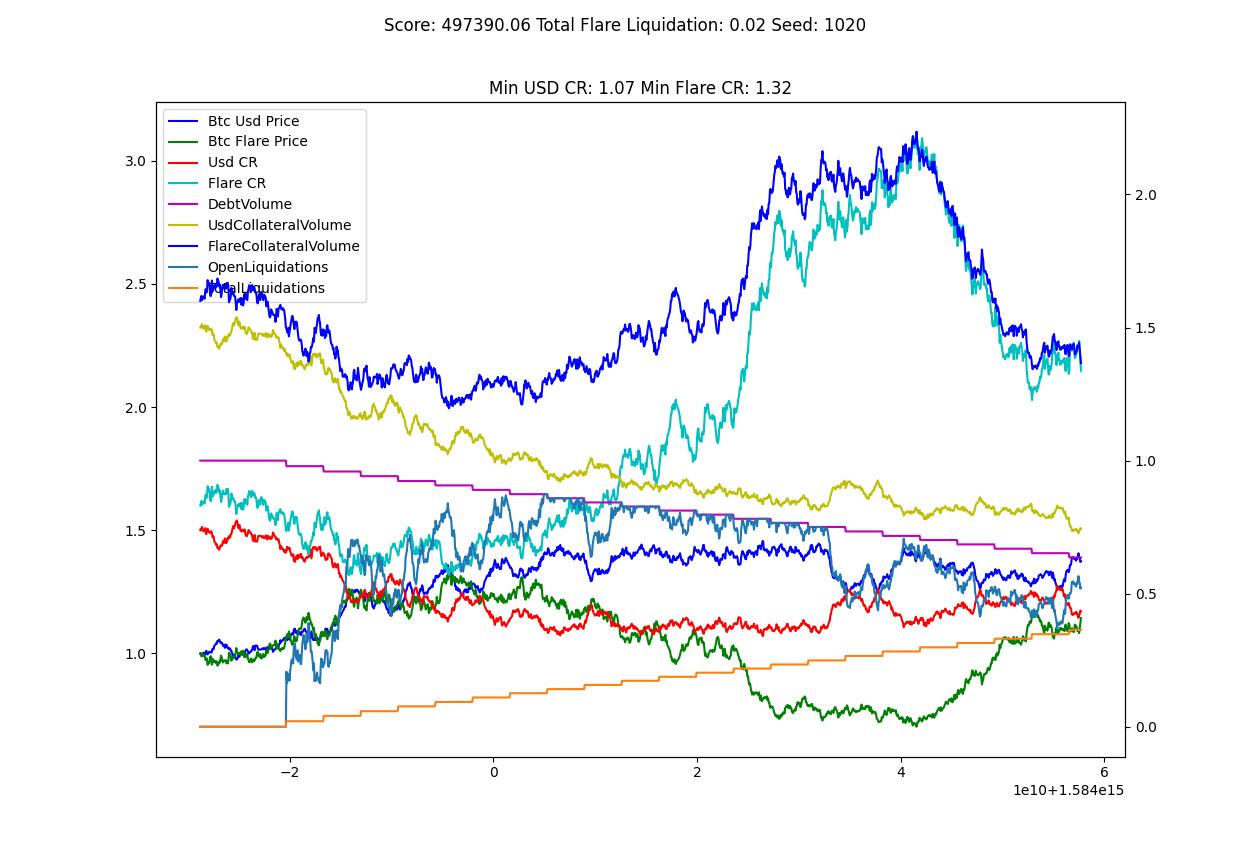 Score: 497390.06 Total Flare Liquidation: 0.02 Seed: 1020
Min USD CR: 1.07 Min Flare CR: 1.32
Btc Usd Price
Btc Flare Price
Usd CR
Flare CR
DebtVolume
UsdCollateralVolume
FlareCollateralVolume
OpenLiquidations
TotalLiquidations
3.0
2.5
2.0
1.5
1.0
2.0
1.5
1.0
0.5
0.0
−2
0
2
4
6
1e10+1.584e15